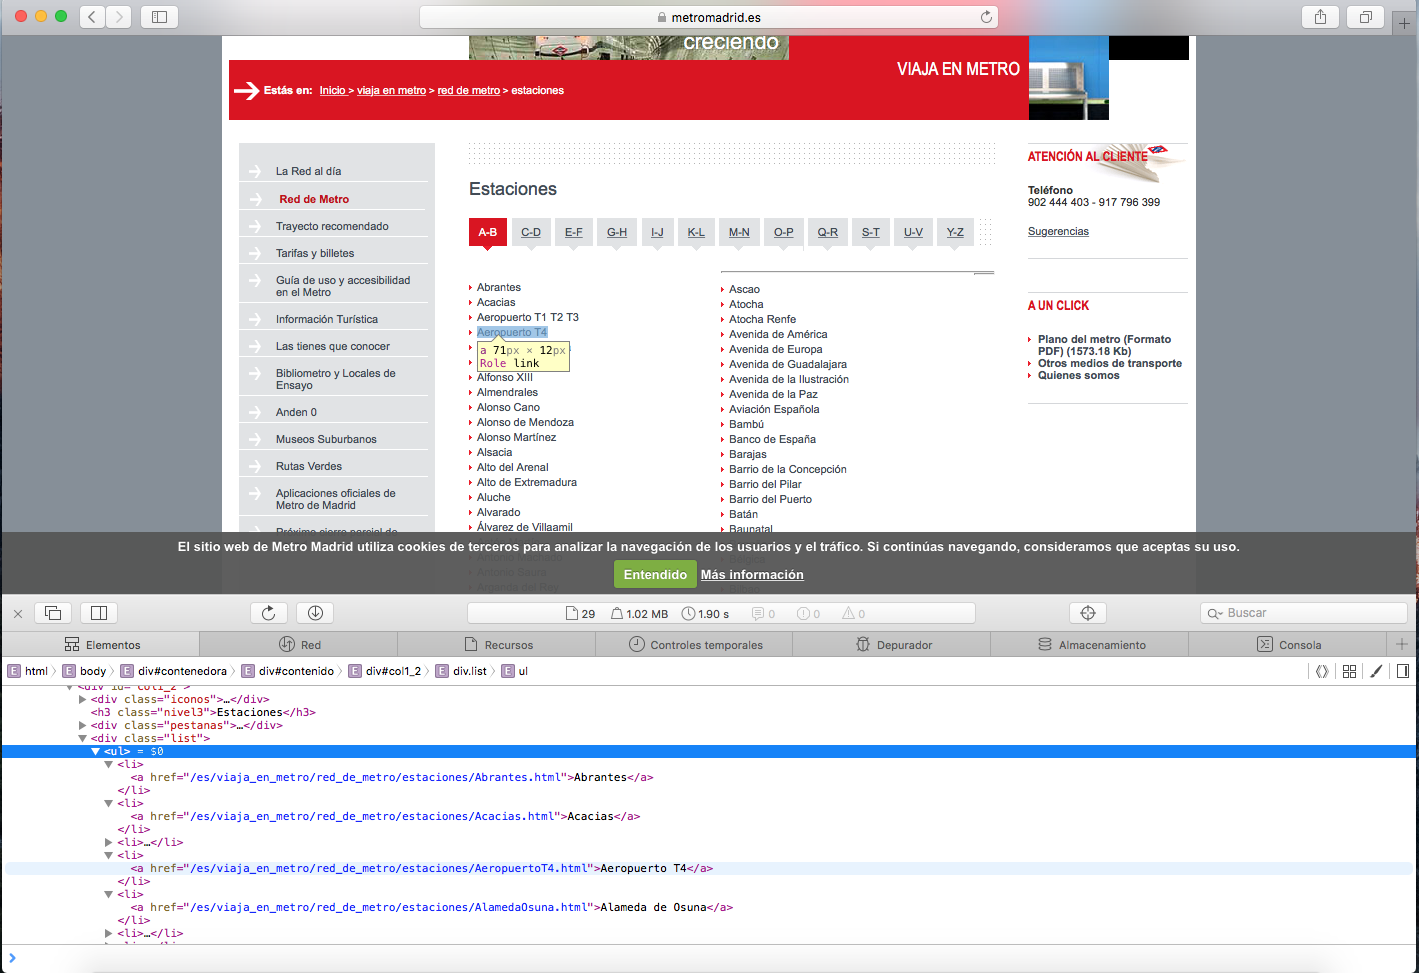 metromadrid.es
creciendo
VIAJA EN METRO
Estás en: Inicio > viaja en metro > red de metro > estaciones
La Red al día
Red de Metro
Trayecto recomendado
Tarifas y billetes
Guía de uso y accesibilidad
en el Metro
Información Turística
Las tienes que conocer
Bibliometro y Locales de
Ensayo
Anden 0
Museos Suburbanos
Rutas Verdes
Aplicaciones oficiales de
Metro de Madrid
Próximo cierre parcial de
Estaciones
A-B C-D E-F G-H I-J K-L M-N O-P Q-R S-T U-V Y-Z
Abrantes
Acacias
Aeropuerto T1 T2 T3
Aeropuerto T4
a 71px × 12px
Role link
Alfonso XIII
Almendrales
Alonso Cano
Alonso de Mendoza
Alonso Martínez
Alsacia
Alto del Arenal
Alto de Extremadura
Aluche
Alvarado
Álvarez de Villaamil
Antonio Saura
Arganda del Rey
Ascao
Atocha
Atocha Renfe
Avenida de América
Avenida de Europa
Avenida de Guadalajara
Avenida de la Ilustración
Avenida de la Paz
Aviación Española
Bambú
Banco de España
Barajas
Barrio de la Concepción
Barrio del Pilar
Barrio del Puerto
Batán
Baunatal
ATENCIÓN AL CLIENTE
Teléfono
902 444 403 - 917 796 399
Sugerencias
A UN CLICK
Plano del metro (Formato
PDF) (1573.18 Kb)
Otros medios de transporte
Quienes somos
El sitio web de Metro Madrid utiliza cookies de terceros para analizar la navegación de los usuarios y el tráfico. Si continúas navegando, consideramos que aceptas su uso.
Entendido Más información
29 1.02 MB 1.90 s 0 0 0
Buscar
Elementos Red Recursos Controles temporales Depurador Almacenamiento Consola
E html E body E div#contenedora E div#contenido E div#col1_2 E div.list E ul
<div id="col1_2">
<div class="iconos">…</div>
<h3 class="nivel3">Estaciones</h3>
<div class="pestanas">…</div>
<div class="list">
<ul> = $0
<li>
<a href="/es/viaja_en_metro/red_de_metro/estaciones/Abrantes.html">Abrantes</a>
</li>
<li>
<a href="/es/viaja_en_metro/red_de_metro/estaciones/Acacias.html">Acacias</a>
</li>
<li>…</li>
<li>
<a href="/es/viaja_en_metro/red_de_metro/estaciones/AeropuertoT4.html">Aeropuerto T4</a>
</li>
<li>
<a href="/es/viaja_en_metro/red_de_metro/estaciones/AlamedaOsuna.html">Alameda de Osuna</a>
</li>
<li>…</li>